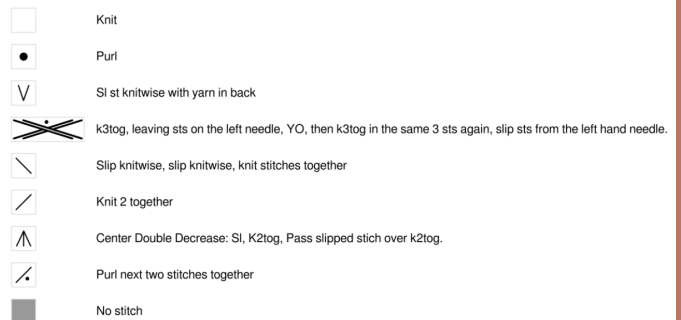 Knit
Purl
Sl st knitwise with yarn in back
k3tog, leaving sts on the left needle, YO, then k3tog in the same 3 sts again, slip sts from the left hand needle.
Slip knitwise, slip knitwise, knit stitches together
Knit 2 together
Center Double Decrease: Sl, K2tog, Pass slipped stich over k2tog.
Purl next two stitches together
No stitch